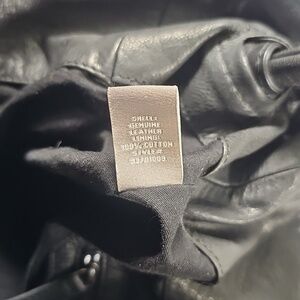 SHELL:
GENUINE
LEATHER
LINING:
100% COTTON
STYLE#